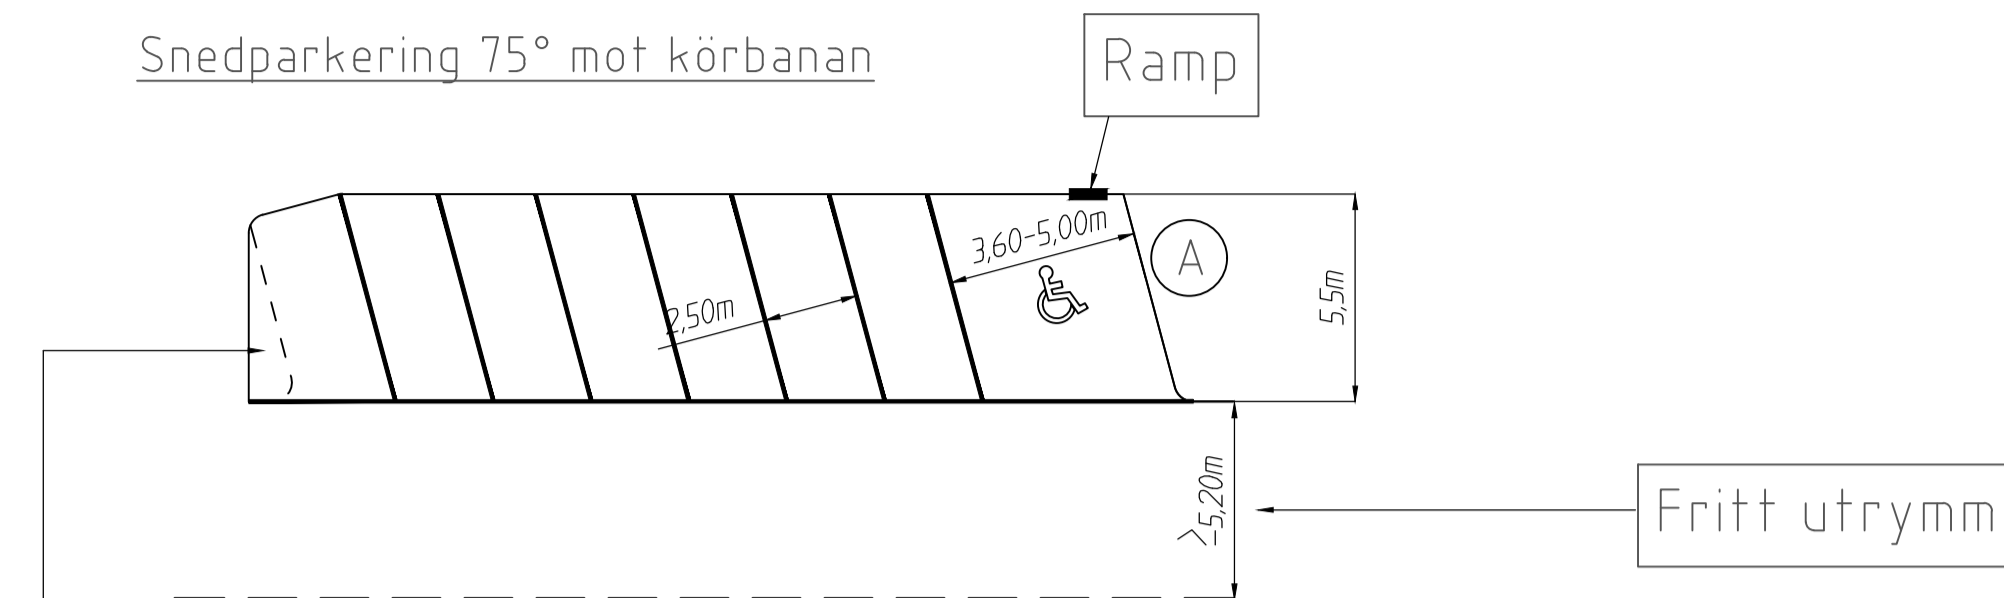 Snedparkering 75° mot körbanan
Ramp
3,60-5,00m
A
2,50m
5,5m
≥5,20m
Fritt utrymm